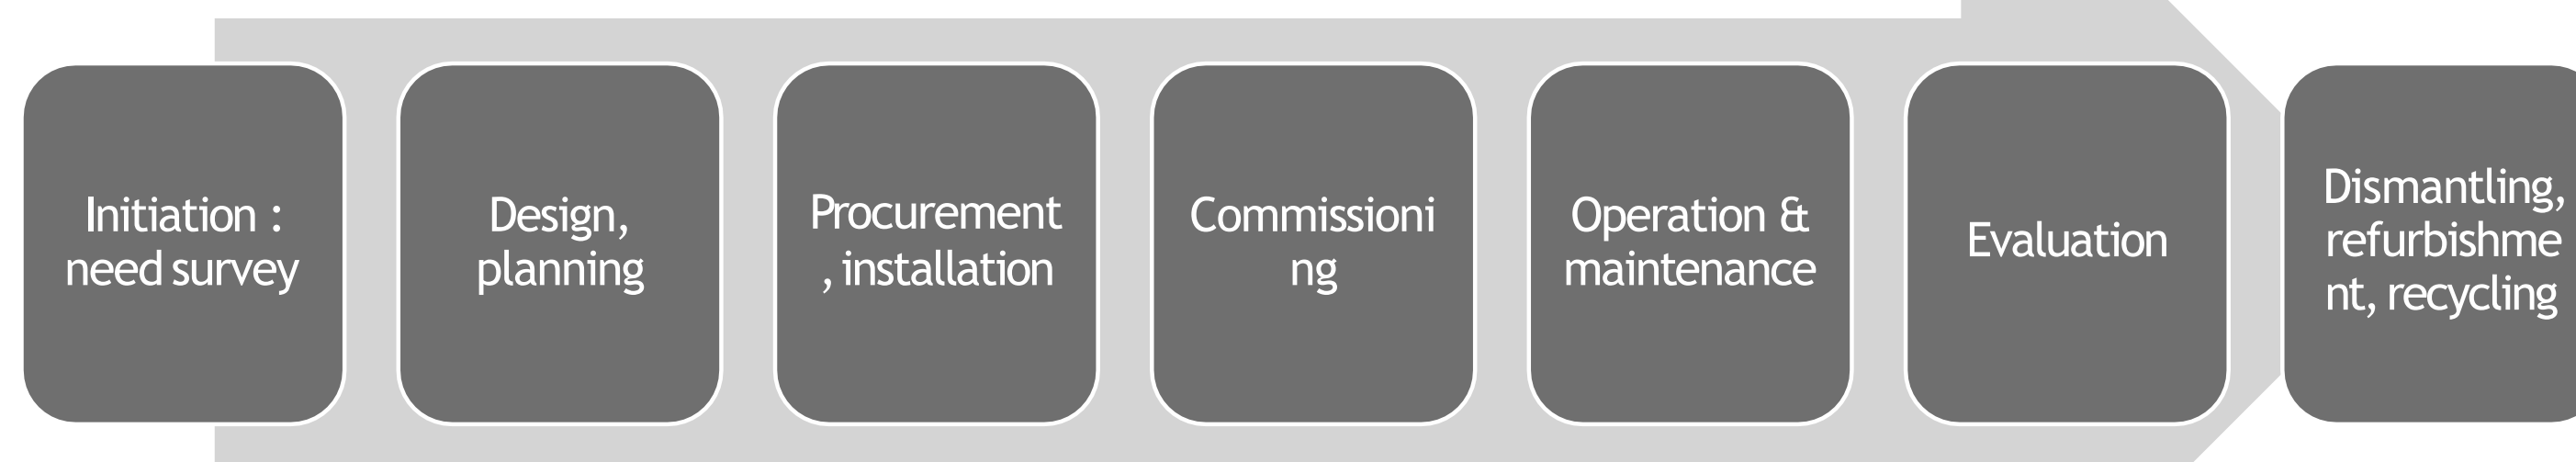 Initiation :
need survey
Design,
planning
Procurement
, installation
Commissioni
ng
Operation &
maintenance
Evaluation
Dismantling,
refurbishme
nt, recycling